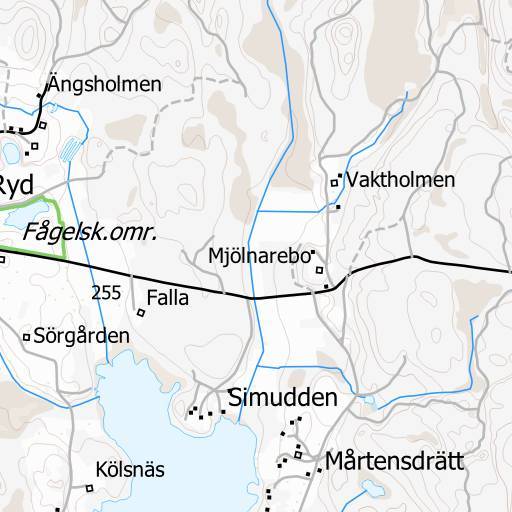 Ängsholmen
Ryd
Vaktholmen
Fågelsk.omr.
Mjölnarebo
255
Falla
Sörgården
Simudden
Mårtensdrätt
Kölsnäs